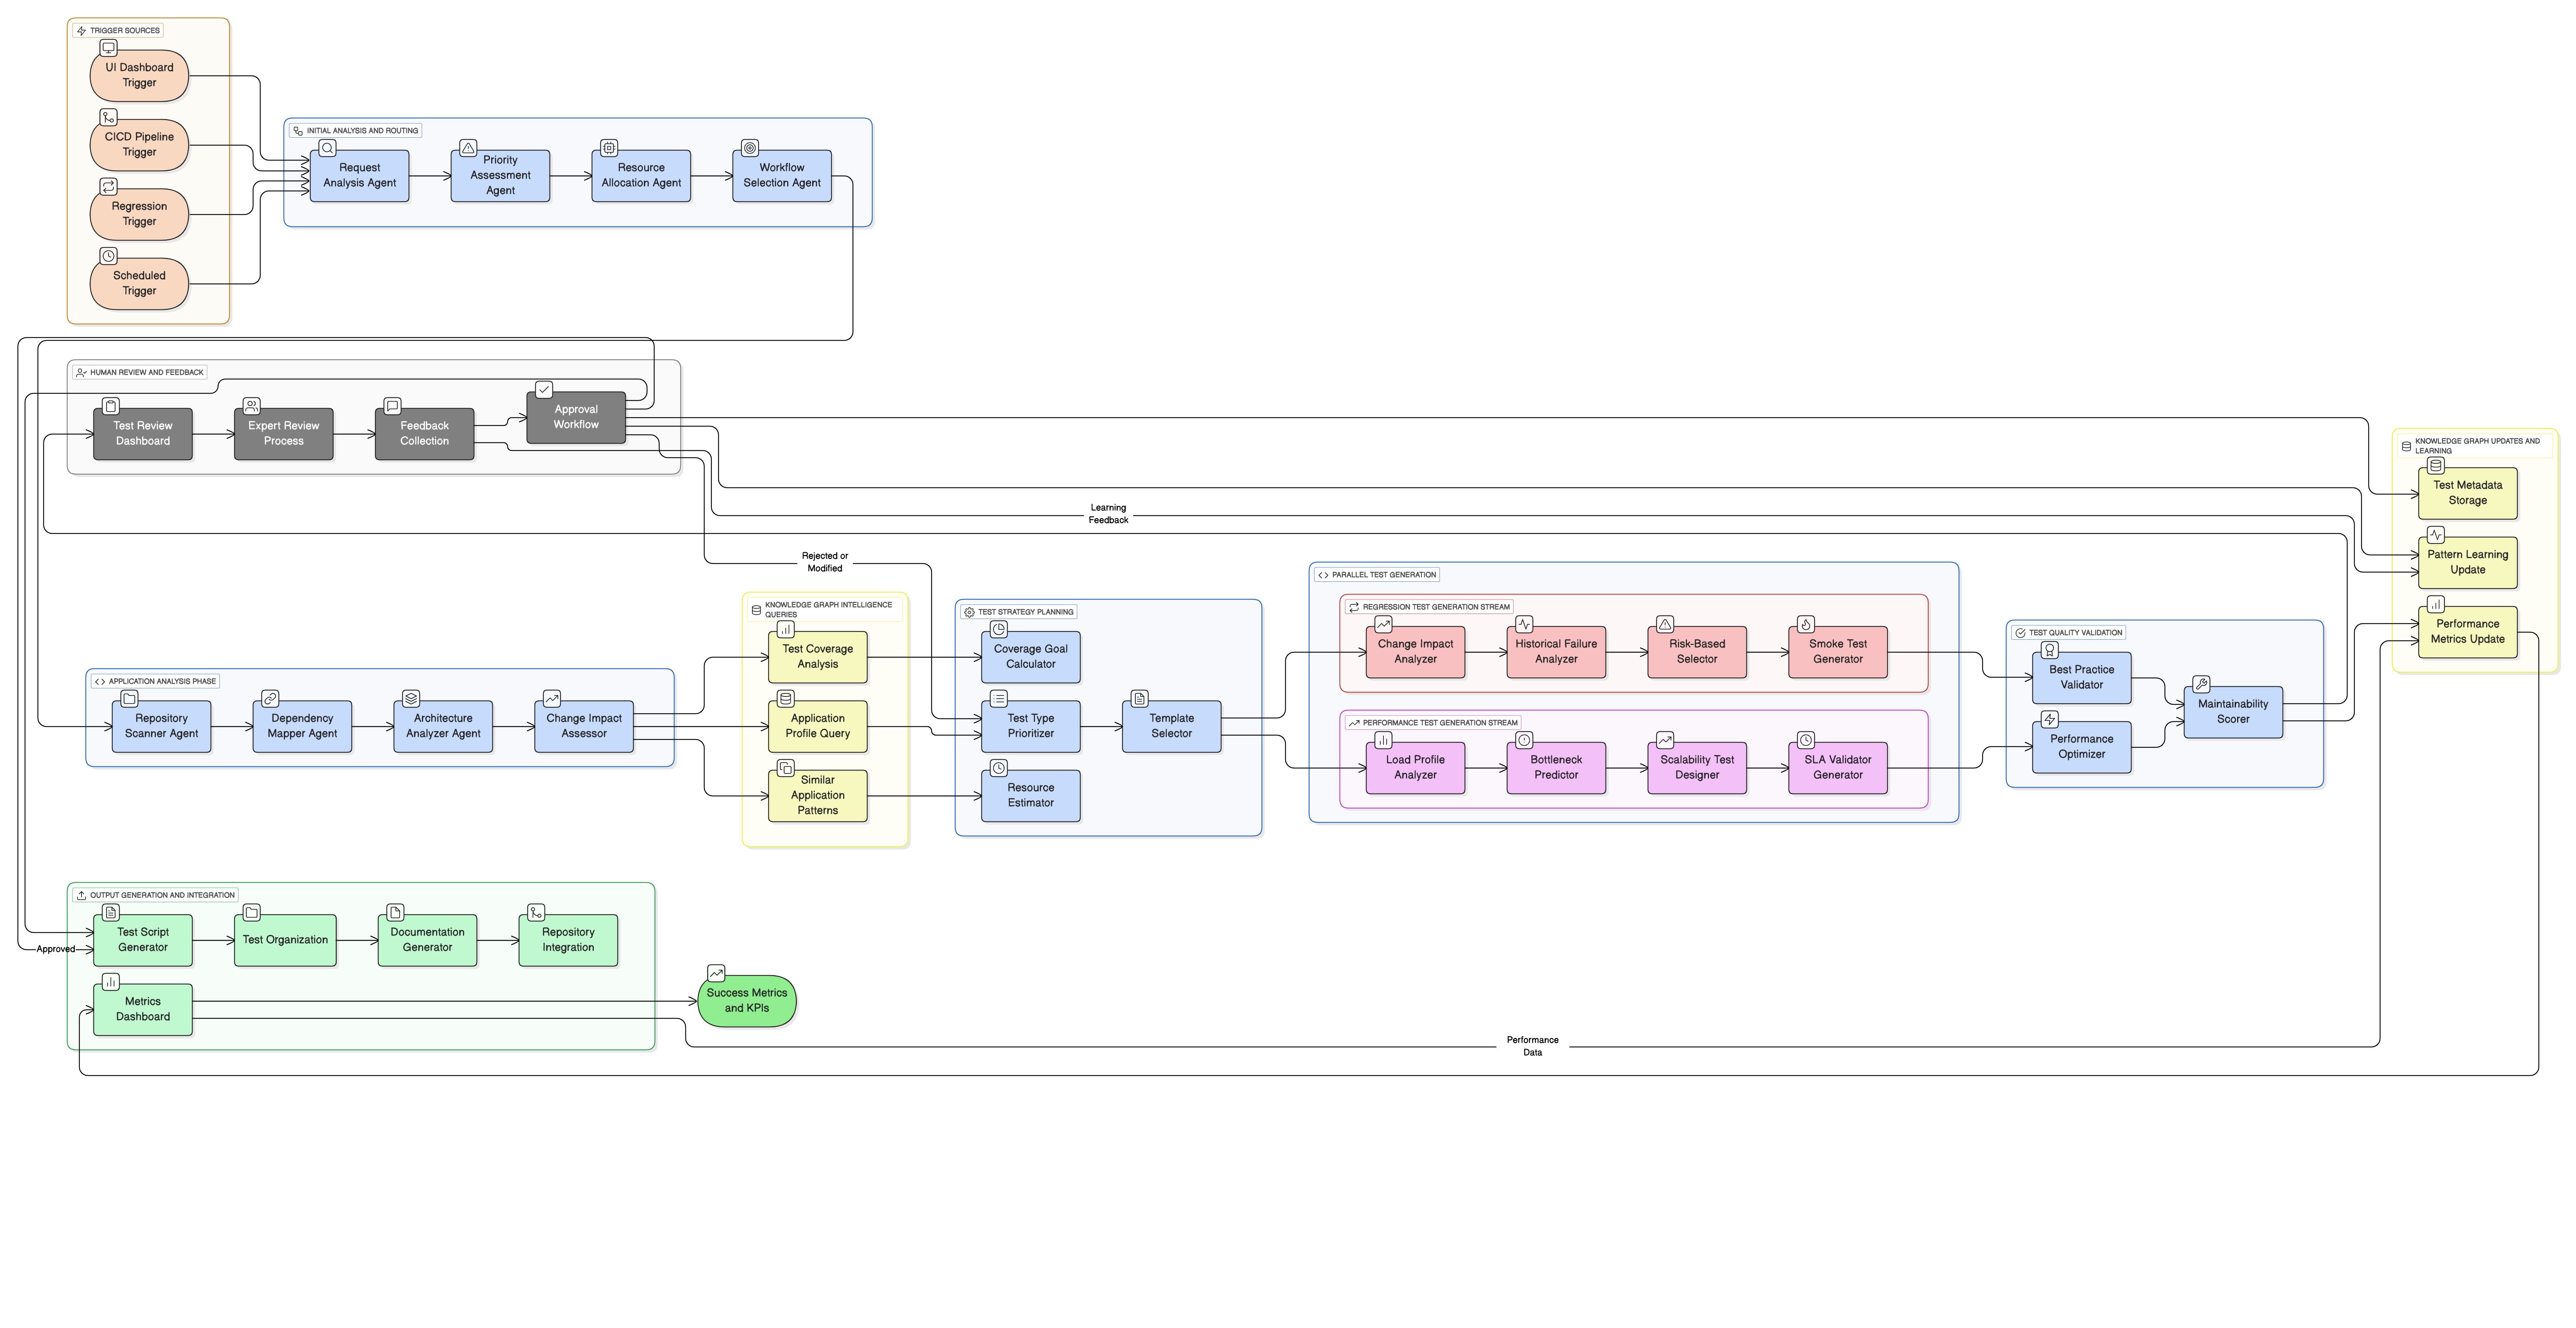 TRIGGER SOURCES
UI Dashboard
Trigger
CICD Pipeline
Trigger
Regression
Trigger
Scheduled
Trigger
INITIAL ANALYSIS AND ROUTING
Request
Analysis Agent
Priority
Assessment
Agent
Resource
Allocation Agent
Workflow
Selection Agent
HUMAN REVIEW AND FEEDBACK
Test Review
Dashboard
Expert Review
Process
Feedback
Collection
Approval
Workflow
Learning
Feedback
Rejected or
Modified
KNOWLEDGE GRAPH UPDATES AND
LEARNING
Test Metadata
Storage
Pattern Learning
Update
Performance
Metrics Update
APPLICATION ANALYSIS PHASE
Repository
Scanner Agent
Dependency
Mapper Agent
Architecture
Analyzer Agent
Change Impact
Assessor
KNOWLEDGE GRAPH INTELLIGENCE
QUERIES
Test Coverage
Analysis
Application
Profile Query
Similar
Application
Patterns
TEST STRATEGY PLANNING
Coverage Goal
Calculator
Test Type
Prioritizer
Template
Selector
Resource
Estimator
PARALLEL TEST GENERATION
REGRESSION TEST GENERATION STREAM
Change Impact
Analyzer
Historical Failure
Analyzer
Risk-Based
Selector
Smoke Test
Generator
PERFORMANCE TEST GENERATION STREAM
Load Profile
Analyzer
Bottleneck
Predictor
Scalability Test
Designer
SLA Validator
Generator
TEST QUALITY VALIDATION
Best Practice
Validator
Performance
Optimizer
Maintainability
Scorer
OUTPUT GENERATION AND INTEGRATION
Test Script
Generator
Test Organization
Documentation
Generator
Repository
Integration
Approved
Metrics
Dashboard
Success Metrics
and KPIs
Performance
Data